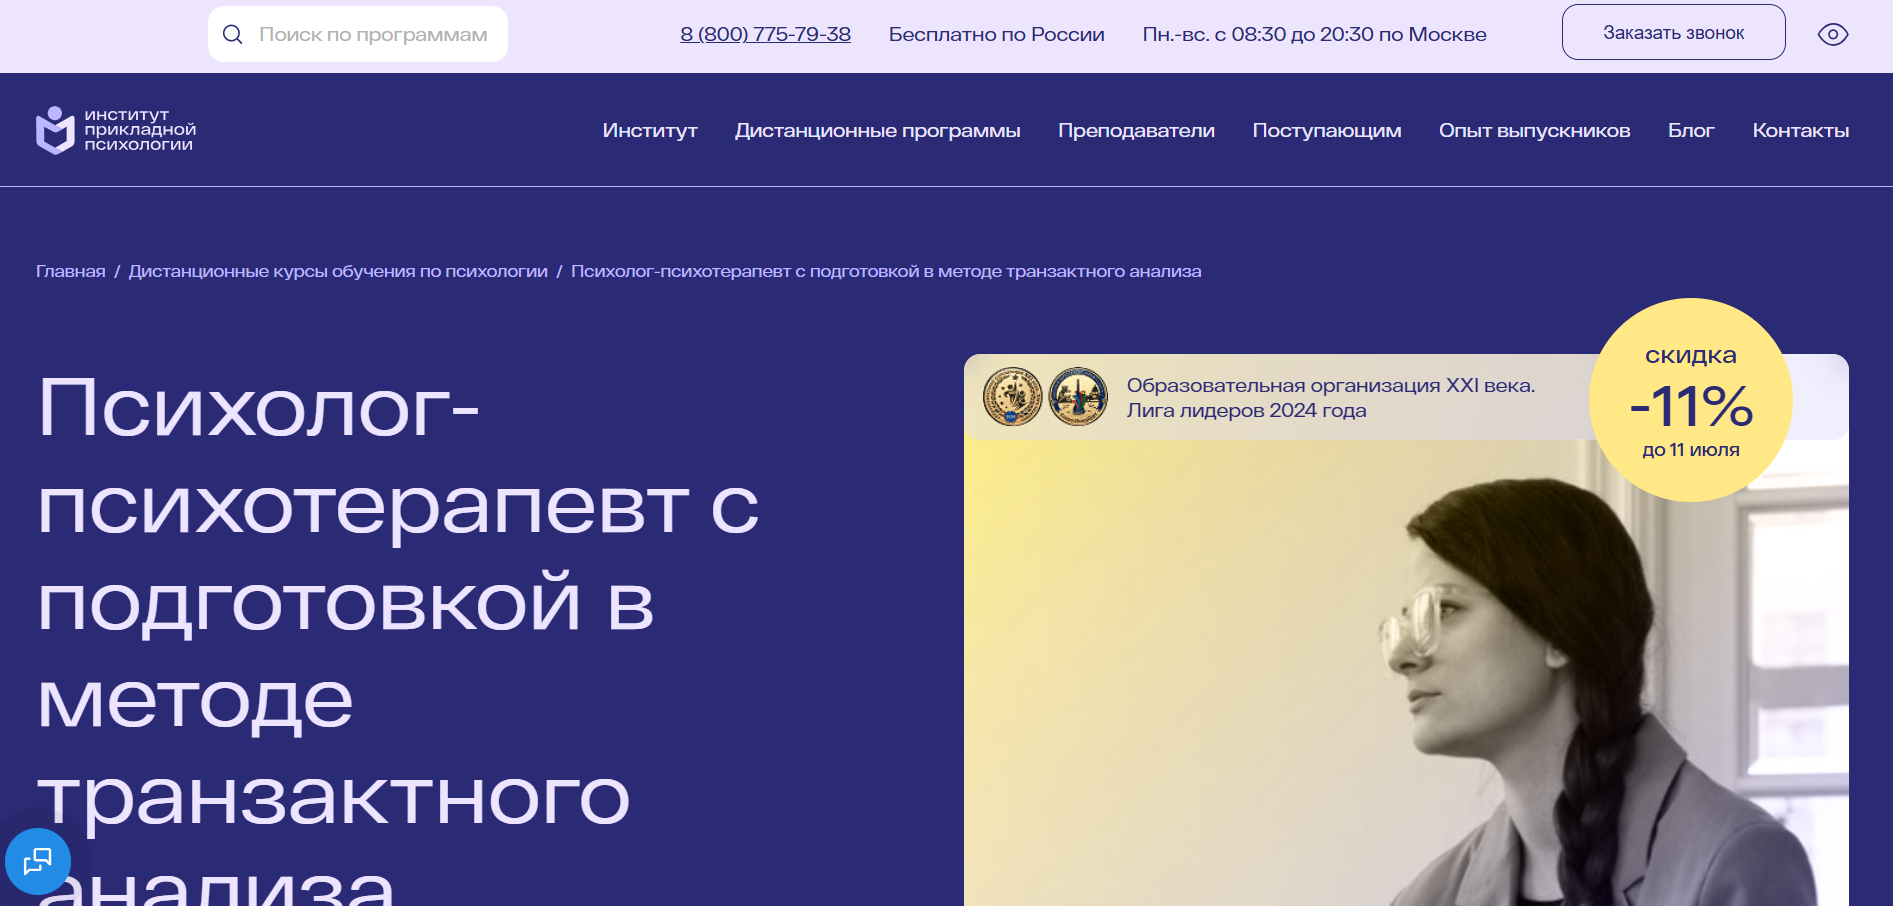 Поиск по программам
8 (800) 775-79-38
Бесплатно по России
Пн.-вс. с 08:30 до 20:30 по Москве
Заказать звонок
институт
прикладной
психологии
Институт
Дистанционные программы
Преподаватели
Поступающим
Опыт выпускников
Блог
Контакты
Главная / Дистанционные курсы обучения по психологии / Психолог-психотерапевт с подготовкой в методе транзактного анализа
Психолог-
психотерапевт с
подготовкой в
методе
транзактного
анализа
Образовательная организация XXI века.
Лига лидеров 2024 года
скидка
-11%
до 11 июля